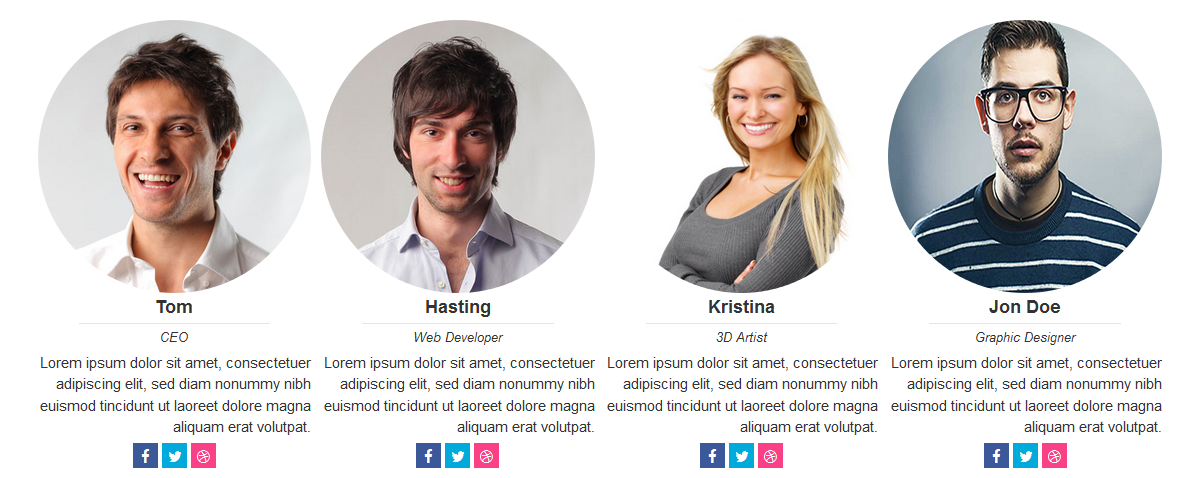 Tom
CEO
Lorem ipsum dolor sit amet, consectetuer
adipiscing elit, sed diam nonummy nibh
euismod tincidunt ut laoreet dolore magna
aliquam erat volutpat.
Hasting
Web Developer
Lorem ipsum dolor sit amet, consectetuer
adipiscing elit, sed diam nonummy nibh
euismod tincidunt ut laoreet dolore magna
aliquam erat volutpat.
Kristina
3D Artist
Lorem ipsum dolor sit amet, consectetuer
adipiscing elit, sed diam nonummy nibh
euismod tincidunt ut laoreet dolore magna
aliquam erat volutpat.
Jon Doe
Graphic Designer
Lorem ipsum dolor sit amet, consectetuer
adipiscing elit, sed diam nonummy nibh
euismod tincidunt ut laoreet dolore magna
aliquam erat volutpat.